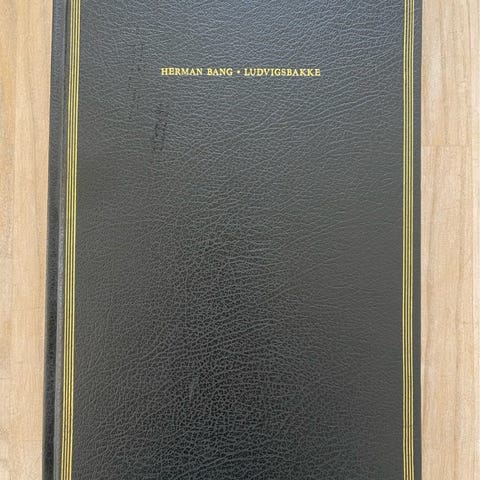 HERMAN BANG • LUDVIGSBAKKE